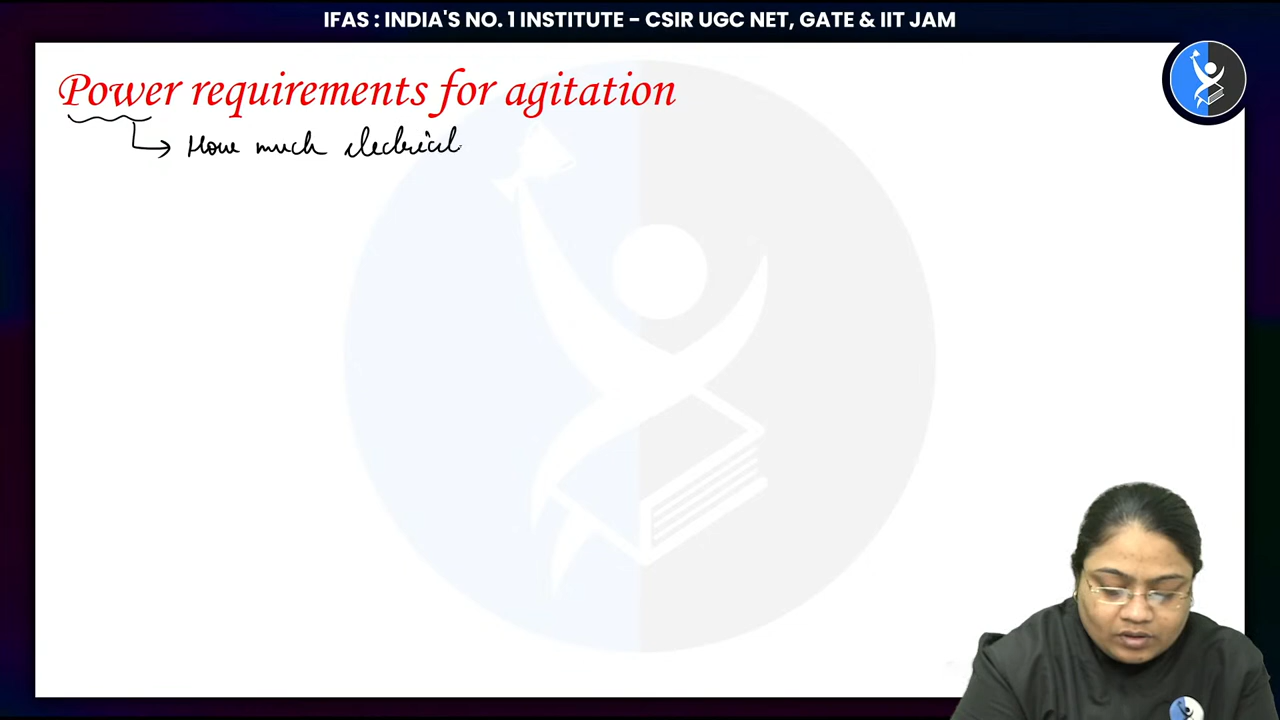 IFAS : INDIA'S NO. 1 INSTITUTE – CSIR UGC NET, GATE & IIT JAM
Power requirements for agitation
How much electrical